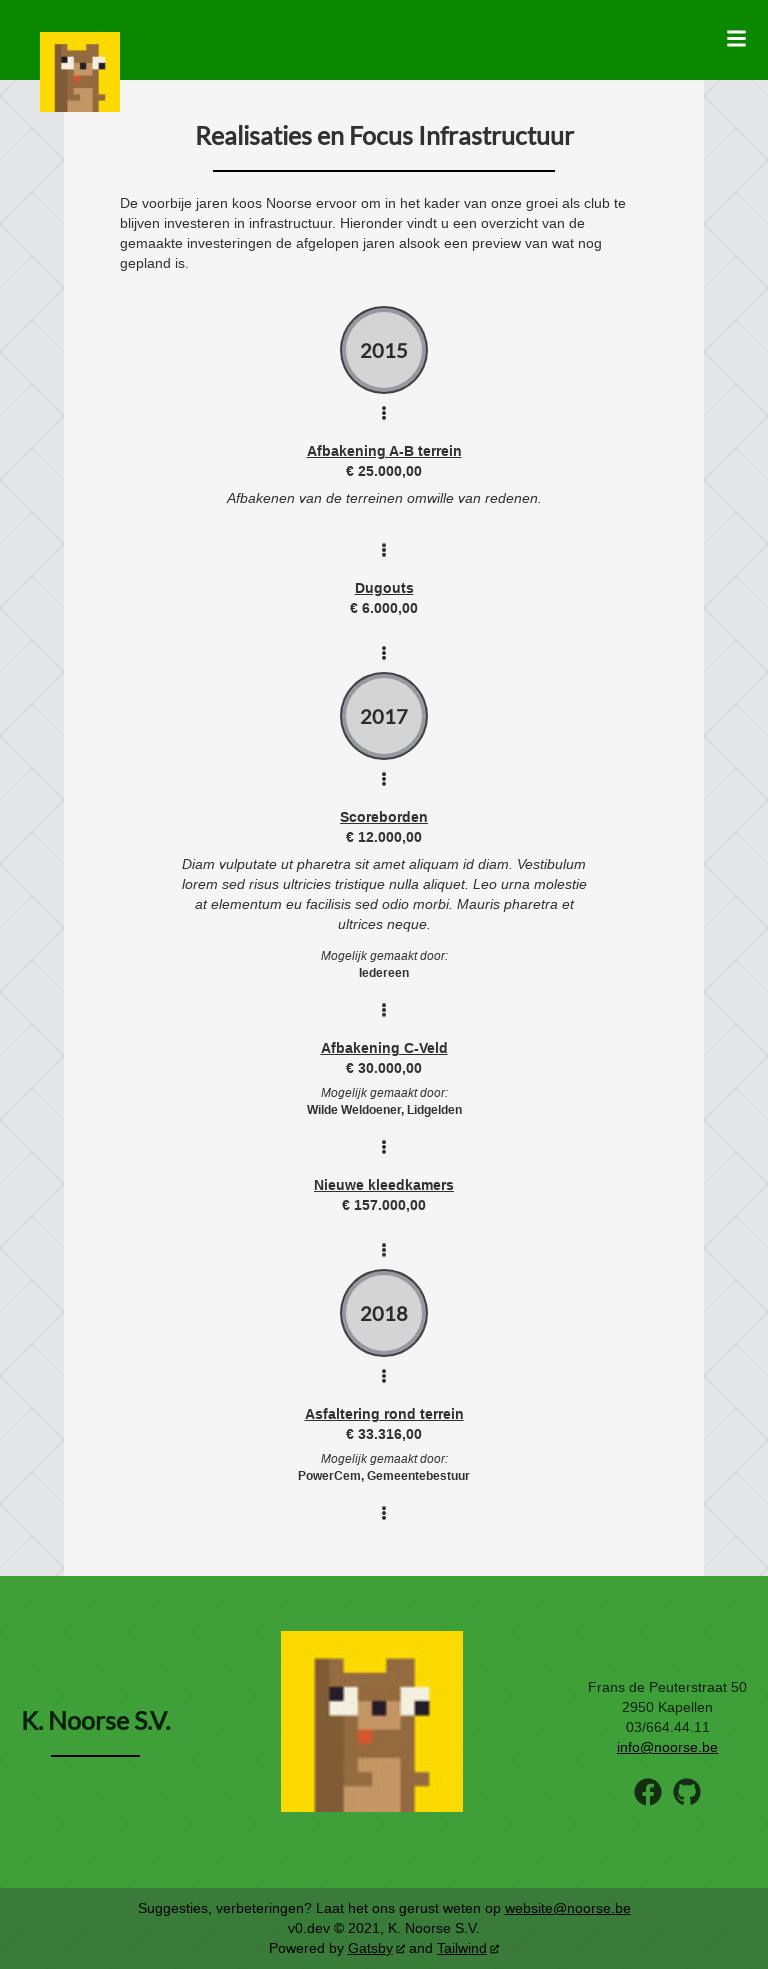 Realisaties en Focus Infrastructuur
De voorbije jaren koos Noorse ervoor om in het kader van onze groei als club te
blijven investeren in infrastructuur. Hieronder vindt u een overzicht van de
gemaakte investeringen de afgelopen jaren alsook een preview van wat nog
gepland is.
2015
Afbakening A-B terrein
€ 25.000,00
Afbakenen van de terreinen omwille van redenen.
Dugouts
€ 6.000,00
2017
Scoreborden
€ 12.000,00
Diam vulputate ut pharetra sit amet aliquam id diam. Vestibulum
lorem sed risus ultricies tristique nulla aliquet. Leo urna molestie
at elementum eu facilisis sed odio morbi. Mauris pharetra et
ultrices neque.
Mogelijk gemaakt door:
Iedereen
Afbakening C-Veld
€ 30.000,00
Mogelijk gemaakt door:
Wilde Weldoener, Lidgelden
Nieuwe kleedkamers
€ 157.000,00
2018
Asfaltering rond terrein
€ 33.316,00
Mogelijk gemaakt door:
PowerCem, Gemeentebestuur
K. Noorse S.V.
Frans de Peuterstraat 50
2950 Kapellen
03/664.44.11
info@noorse.be
Suggesties, verbeteringen? Laat het ons gerust weten op website@noorse.be
v0.dev © 2021, K. Noorse S.V.
Powered by Gatsby and Tailwind